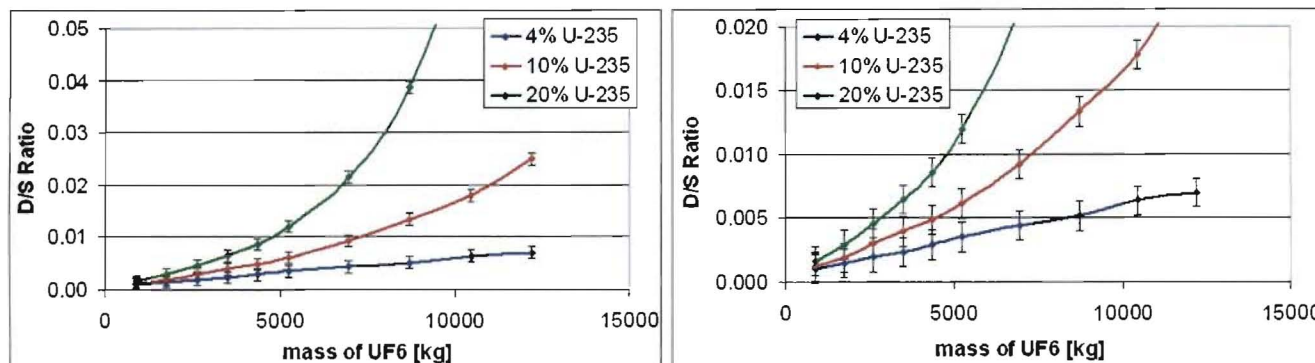 0.05
0.04
0.03
0.02
0.01
0.00
D/S Ratio
4% U-235
10% U-235
20% U-235
0
5000
10000
15000
mass of UF6 [kg]
0.020
0.015
0.010
0.005
0.000
D/S Ratio
4% U-235
10% U-235
20% U-235
0
5000
10000
15000
mass of UF6 [kg]